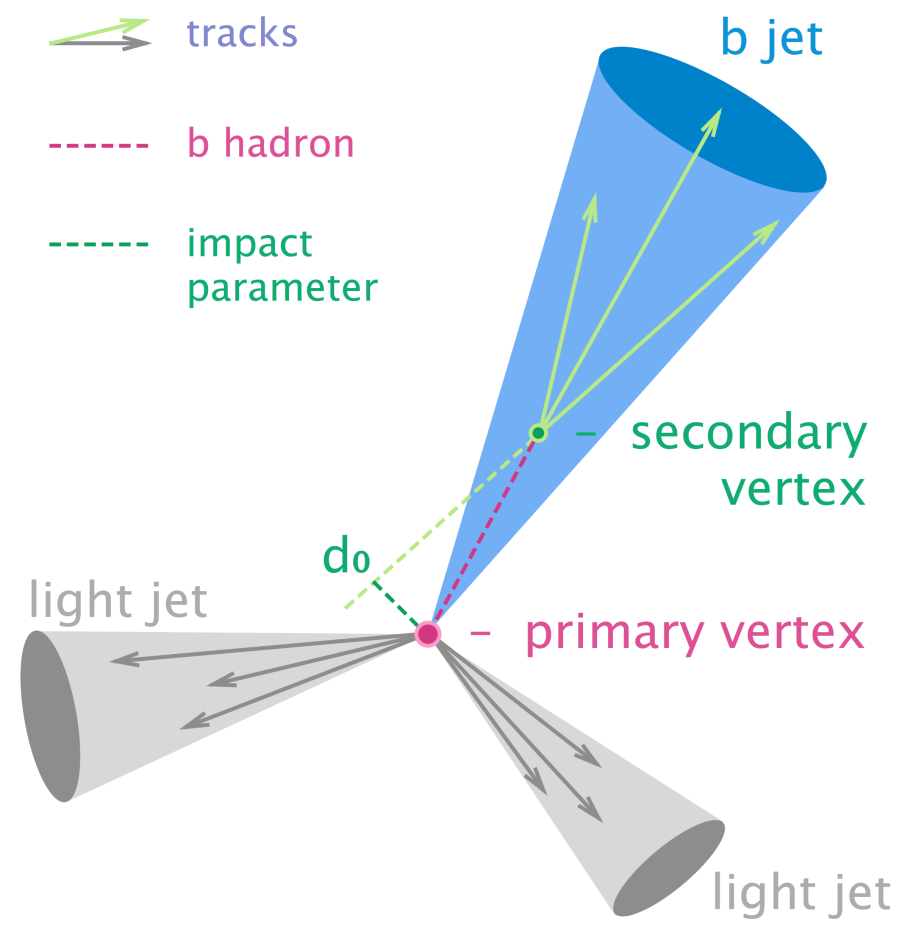 tracks
b hadron
impact
parameter
b jet
secondary
vertex
d₀
light jet
primary vertex
light jet